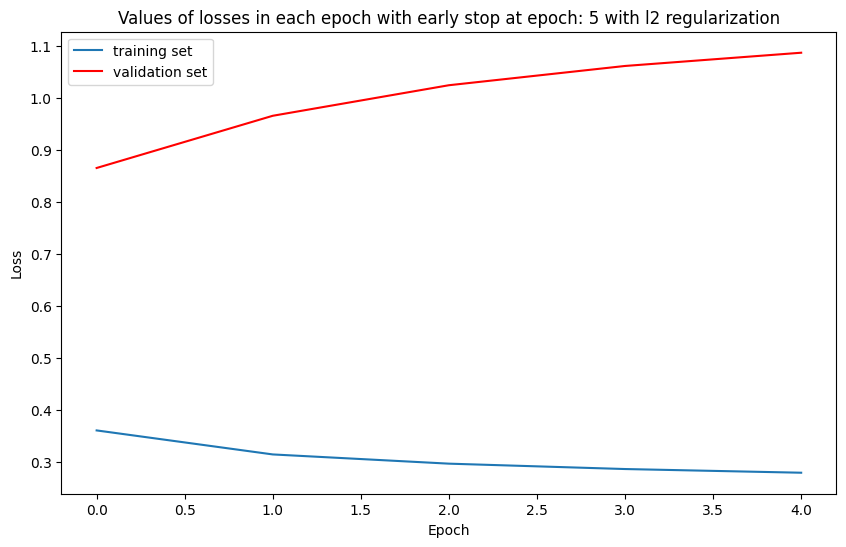 Values of losses in each epoch with early stop at epoch: 5 with l2 regularization
training set
validation set
Loss
1.1
1.0
0.9
0.8
0.7
0.6
0.5
0.4
0.3
0.0 0.5 1.0 1.5 2.0 2.5 3.0 3.5 4.0
Epoch